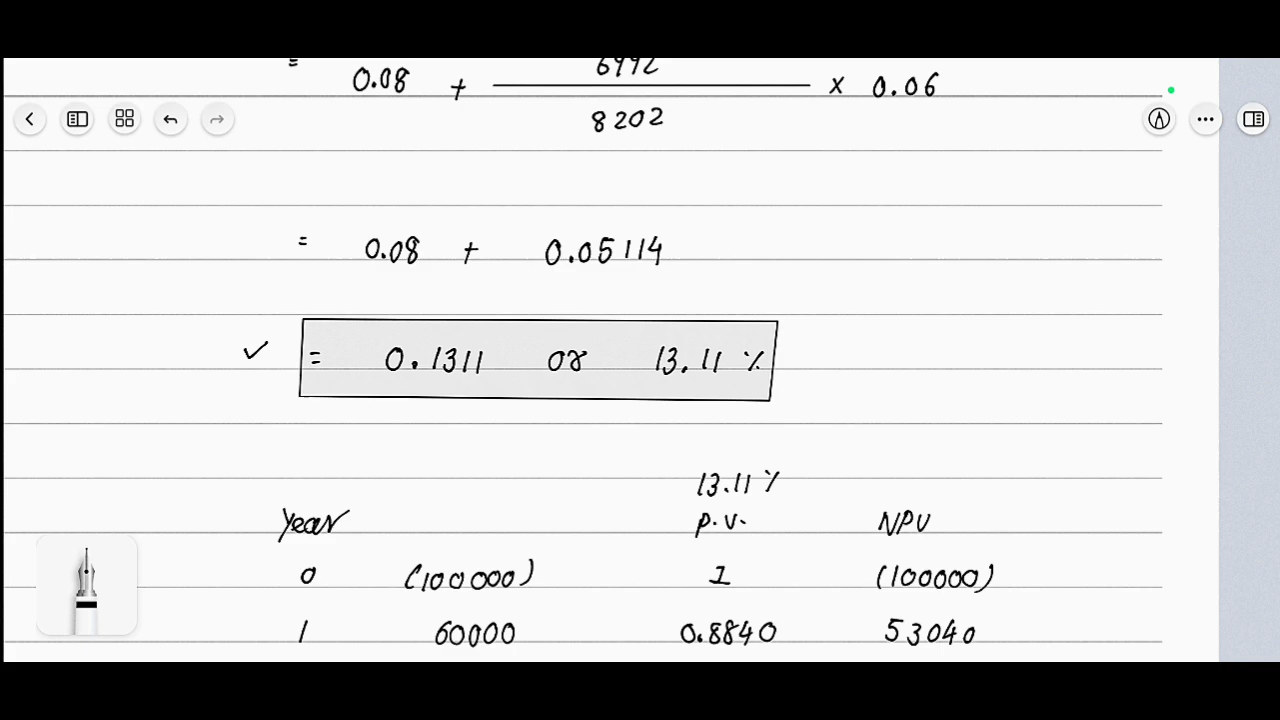 =
0.08 + 6992 × 0.06
8202
= 0.08 + 0.05114
✓ = 0.1311 or 13.11 %
13.11 %
Year P.V. NPV
0 (100000) 1 (100000)
1 60000 0.8840 53040